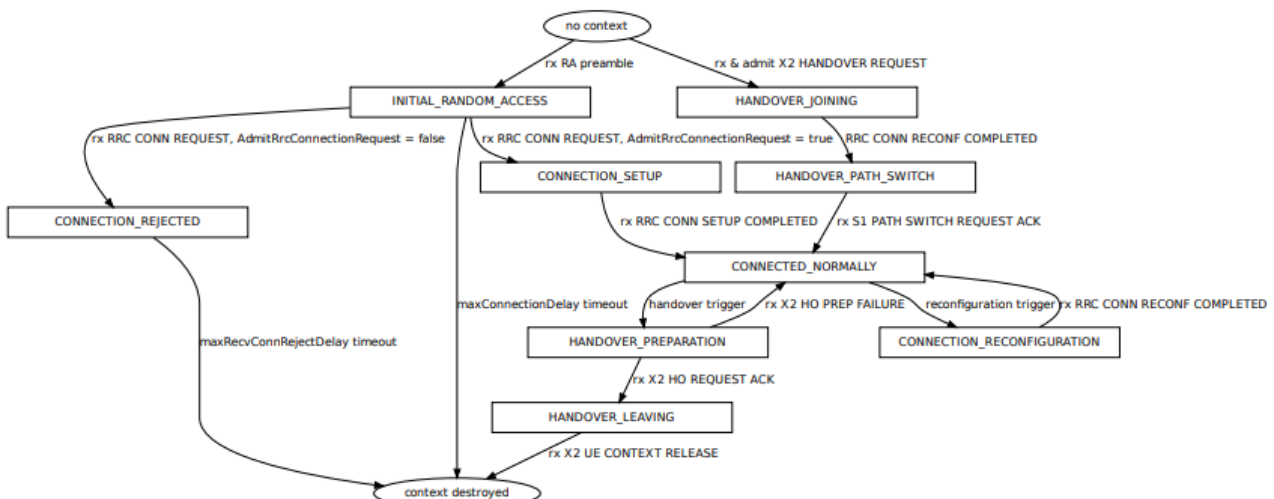 no context
rx RA preamble
rx & admit X2 HANDOVER REQUEST
INITIAL_RANDOM_ACCESS
HANDOVER_JOINING
rx RRC CONN REQUEST, AdmitRrcConnectionRequest = false
rx RRC CONN REQUEST, AdmitRrcConnectionRequest = true
RRC CONN RECONF COMPLETED
CONNECTION_SETUP
HANDOVER_PATH_SWITCH
CONNECTION_REJECTED
rx RRC CONN SETUP COMPLETED
rx S1 PATH SWITCH REQUEST ACK
CONNECTED_NORMALLY
maxConnectionDelay timeout
handover trigger
rx X2 HO PREP FAILURE
reconfiguration trigger
rx RRC CONN RECONF COMPLETED
maxRecvConnRejectDelay timeout
HANDOVER_PREPARATION
CONNECTION_RECONFIGURATION
rx X2 HO REQUEST ACK
HANDOVER_LEAVING
rx X2 UE CONTEXT RELEASE
context destroyed